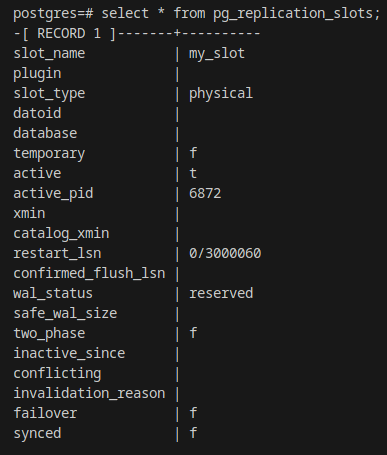 postgres=# select * from pg_replication_slots;
-[ RECORD 1 ]-------+----------
slot_name           | my_slot
plugin              |
slot_type           | physical
datoid              |
database            |
temporary           | f
active              | t
active_pid          | 6872
xmin                |
catalog_xmin        |
restart_lsn         | 0/3000060
confirmed_flush_lsn |
wal_status          | reserved
safe_wal_size       |
two_phase           | f
inactive_since      |
conflicting         |
invalidation_reason |
failover            | f
synced              | f